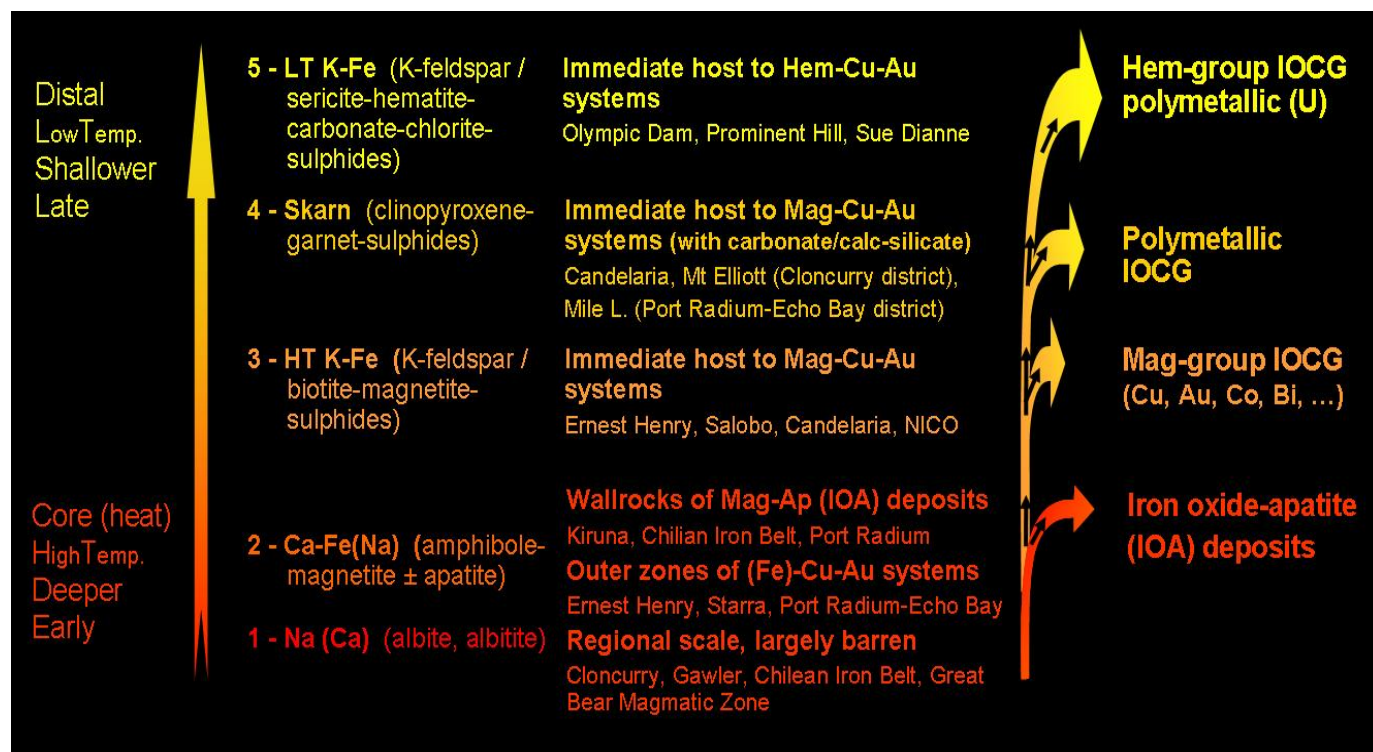 Distal
LowTemp.
Shallower
Late
Core (heat)
HighTemp.
Deeper
Early
5 - LT K-Fe (K-feldspar /
sericite-hematite-
carbonate-chlorite-
sulphides)
Immediate host to Hem-Cu-Au
systems
Olympic Dam, Prominent Hill, Sue Dianne
4 - Skarn (clinopyroxene-
garnet-sulphides)
Immediate host to Mag-Cu-Au
systems (with carbonate/calc-silicate)
Candelaria, Mt Elliott (Cloncurry district),
Mile L. (Port Radium-Echo Bay district)
3 - HT K-Fe (K-feldspar /
biotite-magnetite-
sulphides)
Immediate host to Mag-Cu-Au
systems
Ernest Henry, Salobo, Candelaria, NICO
2 - Ca-Fe(Na) (amphibole-
magnetite ± apatite)
Wallrocks of Mag-Ap (IOA) deposits
Kiruna, Chilian Iron Belt, Port Radium
Outer zones of (Fe)-Cu-Au systems
Ernest Henry, Starra, Port Radium-Echo Bay
1 - Na (Ca) (albite, albitite)
Regional scale, largely barren
Cloncurry, Gawler, Chilean Iron Belt, Great
Bear Magmatic Zone
Hem-group IOCG
polymetallic (U)
Polymetallic
IOCG
Mag-group IOCG
(Cu, Au, Co, Bi, ...)
Iron oxide-apatite
(IOA) deposits